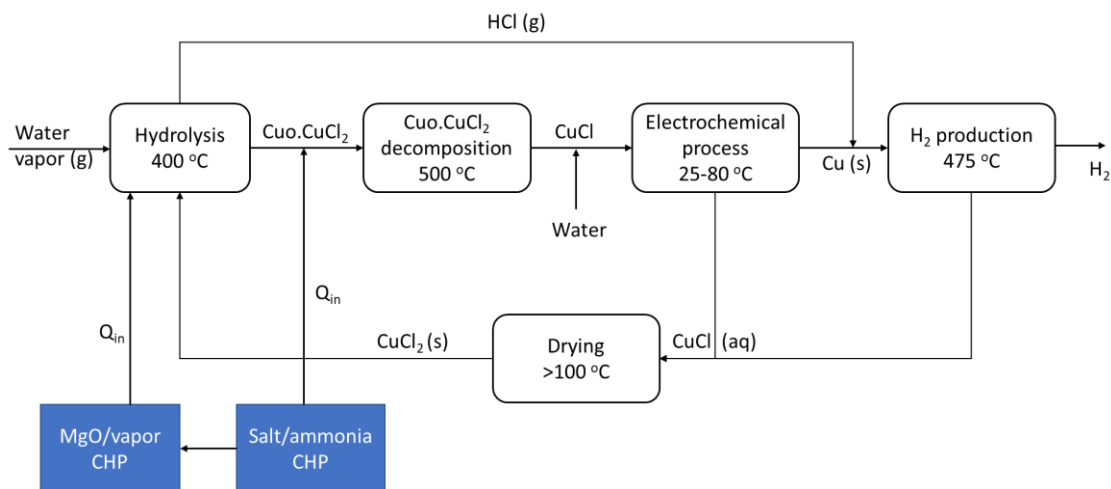 HCl (g)
Water
vapor (g)
Hydrolysis
400 °C
Cuo.CuCl₂
Cuo.CuCl₂
decomposition
500 °C
CuCl
Water
Electrochemical
process
25-80 °C
Cu (s)
H₂ production
475 °C
H₂
Qin
Qin
CuCl₂ (s)
Drying
>100 °C
CuCl (aq)
MgO/vapor
CHP
Salt/ammonia
CHP